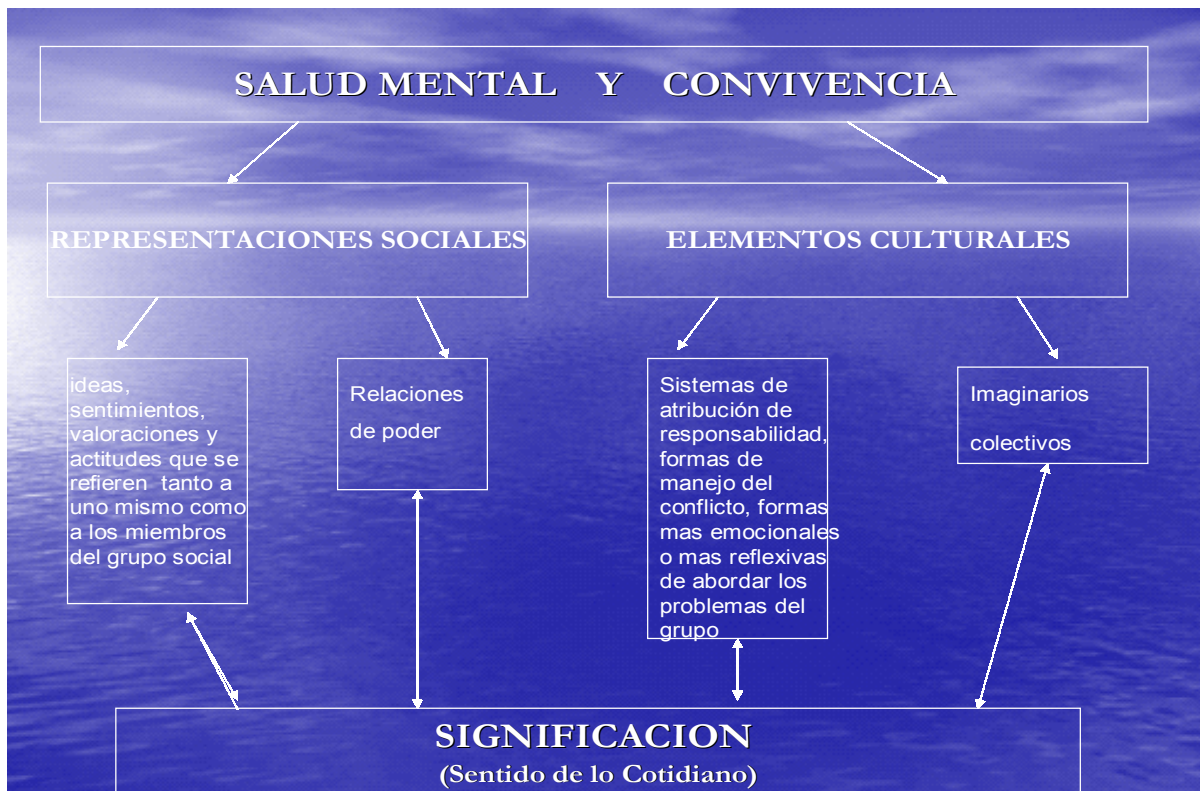 SALUD MENTAL Y CONVIVENCIA
REPRESENTACIONES SOCIALES
ELEMENTOS CULTURALES
ideas,
sentimientos,
valoraciones y
actitudes que se
refieren tanto a
uno mismo como
a los miembros
del grupo social
Relaciones
de poder
Sistemas de
atribución de
responsabilidad,
formas de
manejo del
conflicto, formas
mas emocionales
o mas reflexivas
de abordar los
problemas del
grupo
Imaginarios
colectivos
SIGNIFICACION
(Sentido de lo Cotidiano)